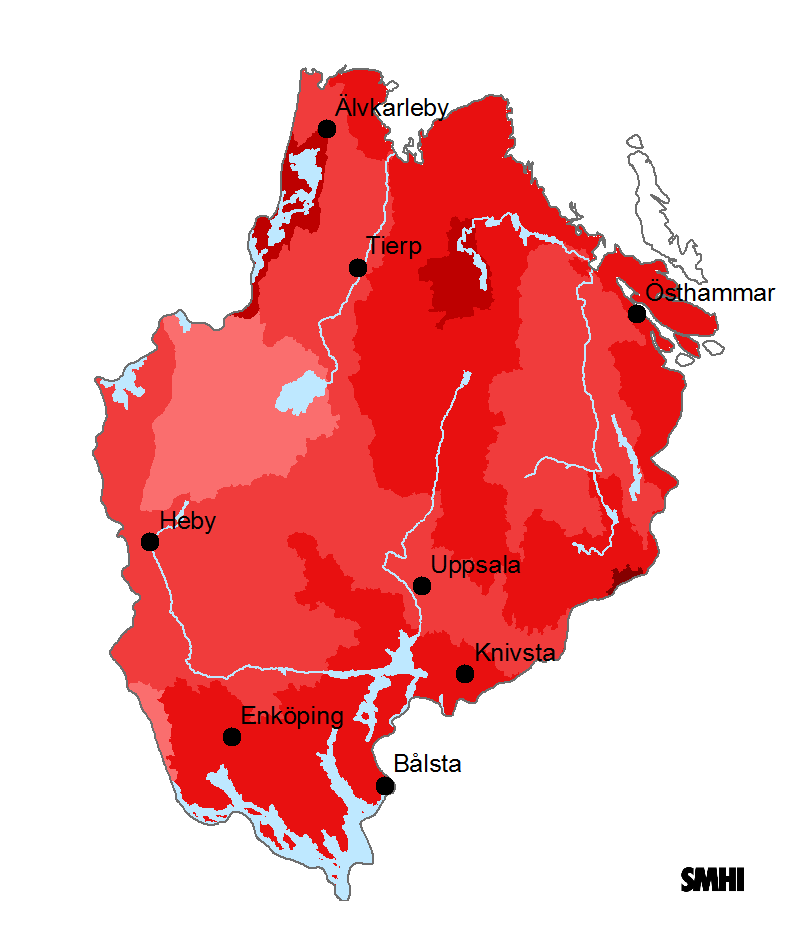 Älvkarleby
Tierp
Östhammar
Heby
Uppsala
Knivsta
Enköping
Bålsta
SMHI